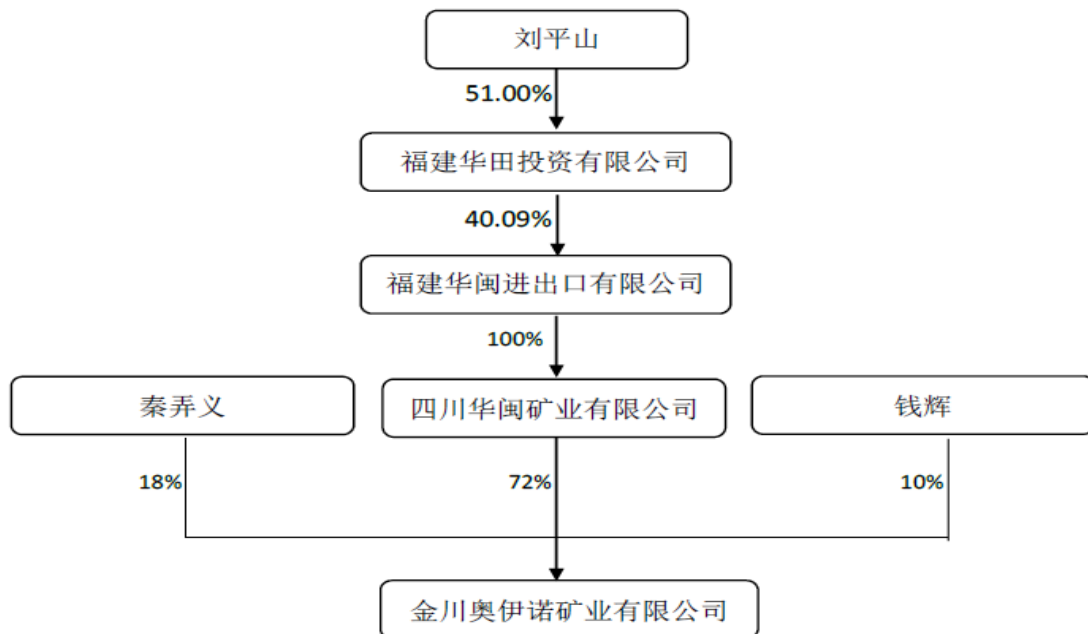 刘平山
51.00%
福建华田投资有限公司
40.09%
福建华闽进出口有限公司
100%
秦弄义
四川华闽矿业有限公司
钱辉
18%
72%
10%
金川奥伊诺矿业有限公司